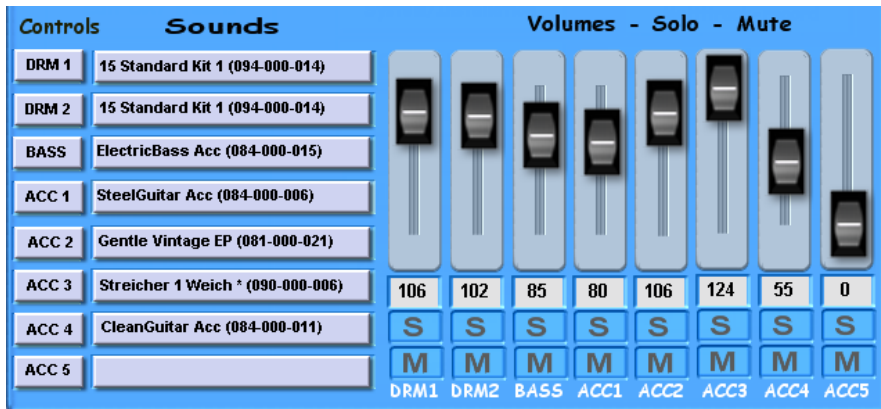 Controls Sounds Volumes - Solo - Mute
DRM 1 15 Standard Kit 1 (094-000-014)
DRM 2 15 Standard Kit 1 (094-000-014)
BASS ElectricBass Acc (084-000-015)
ACC 1 SteelGuitar Acc (084-000-006)
ACC 2 Gentle Vintage EP (081-000-021)
ACC 3 Streicher 1 Weich * (090-000-006)
ACC 4 CleanGuitar Acc (084-000-011)
ACC 5
106 102 85 80 106 124 55 0
S S S S S S S S
M M M M M M M M
DRM1 DRM2 BASS ACC1 ACC2 ACC3 ACC4 ACC5